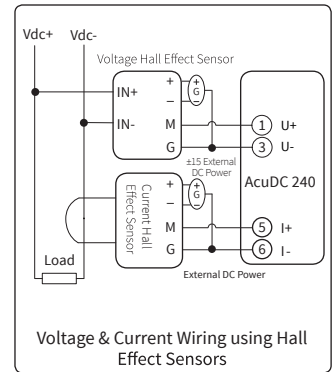 Vdc+ Vdc-
Voltage Hall Effect Sensor
+
G
−
IN+
IN-
M
G
1 U+
3 U-
±15 External
DC Power
AcuDC 240
Current Hall
Effect Sensor
+
G
−
M
G
5 I+
6 I-
Load
External DC Power
Voltage & Current Wiring using Hall
Effect Sensors